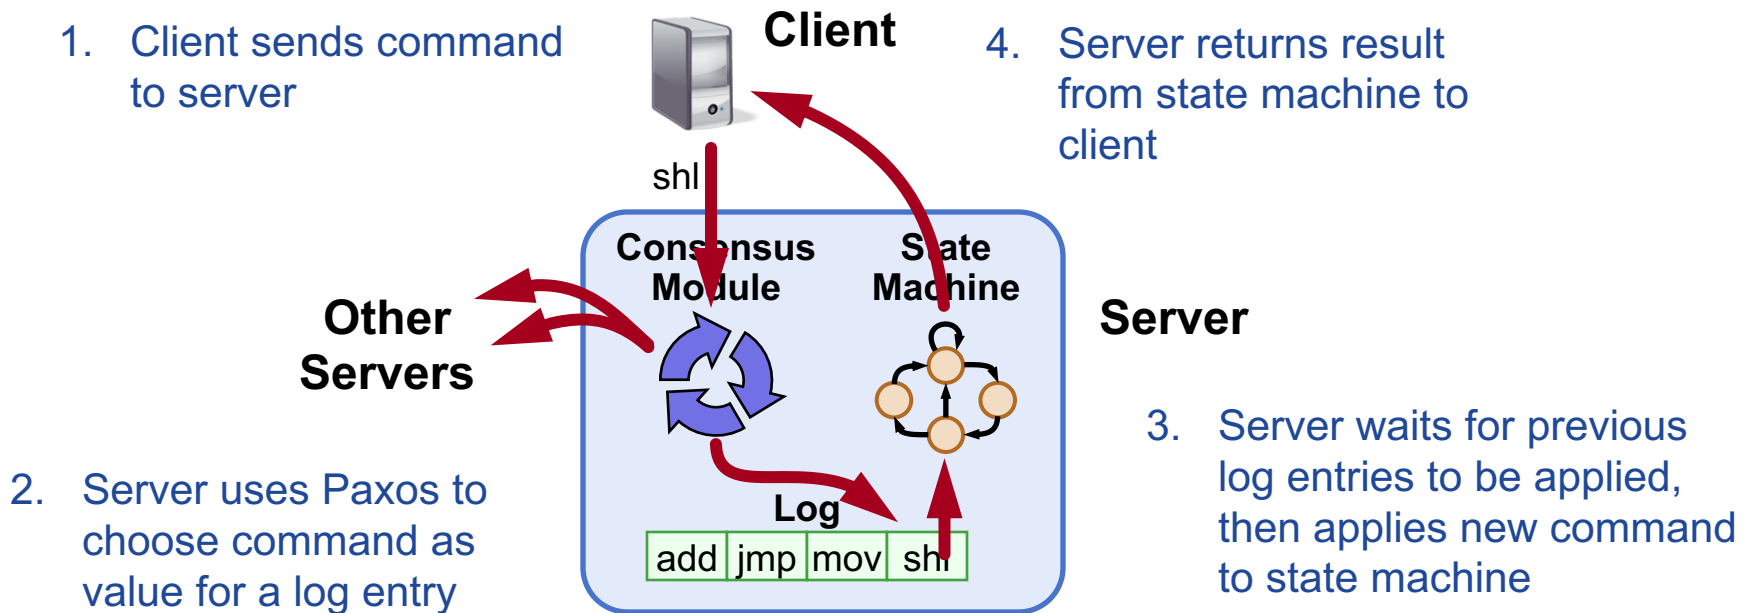 1. Client sends command
to server
Client
4. Server returns result
from state machine to
client
shl
Consensus
Module
State
Machine
Other
Servers
Server
2. Server uses Paxos to
choose command as
value for a log entry
Log
add jmp mov shl
3. Server waits for previous
log entries to be applied,
then applies new command
to state machine